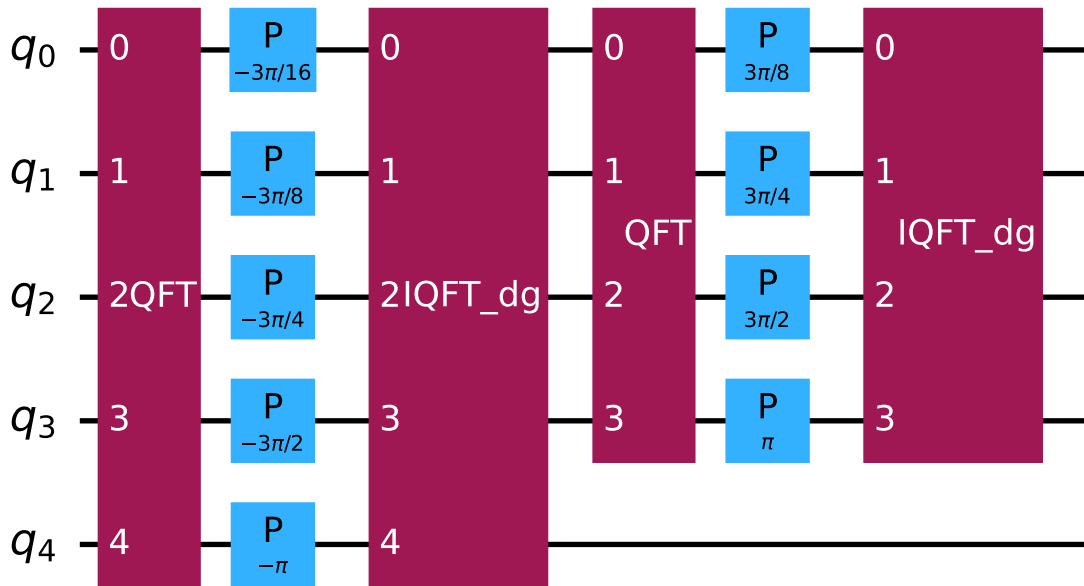 q0 0 P 0 0 P 0
−3π/16 3π/8
q1 1 P 1 1 P 1
−3π/8 3π/4
QFT IQFT_dg
q2 2QFT P 2IQFT_dg 2 P 2
−3π/4 3π/2
q3 3 P 3 3 P 3
−3π/2 π
q4 4 P 4
−π